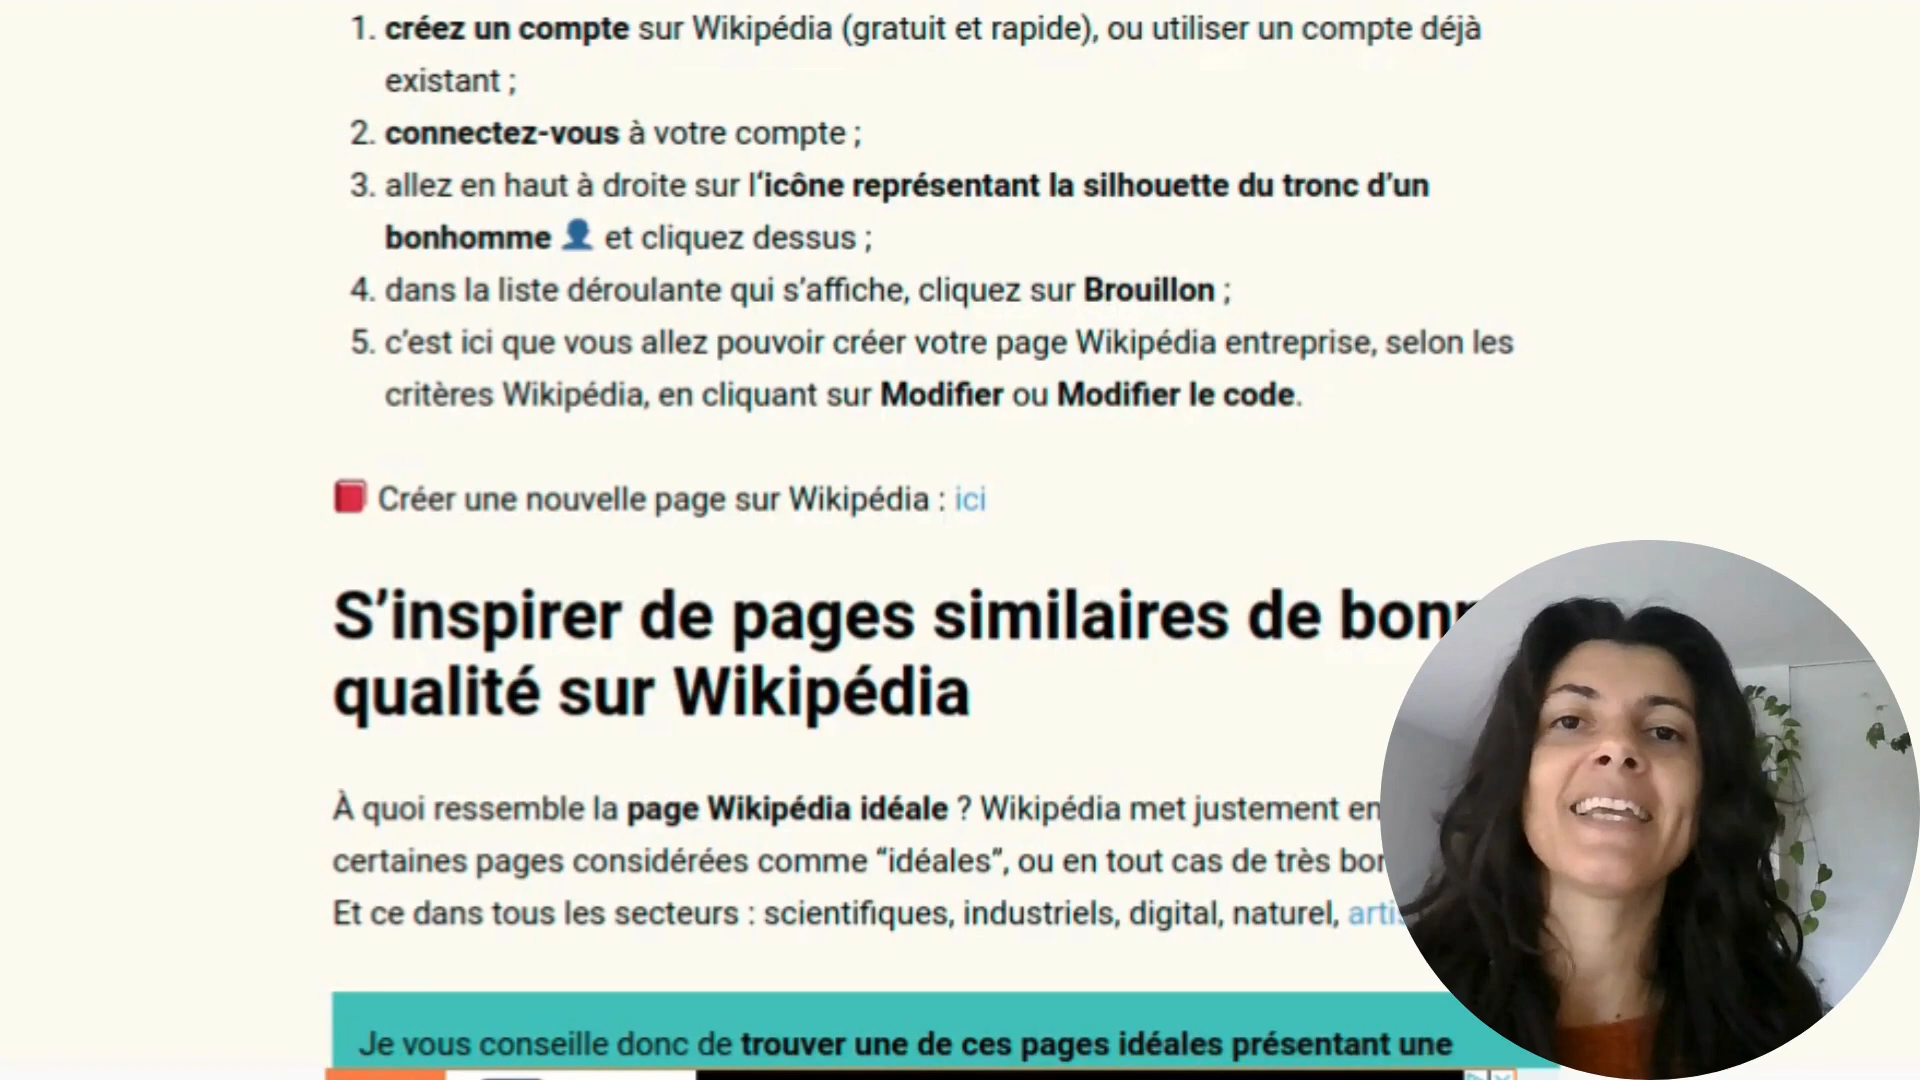 1. créez un compte sur Wikipédia (gratuit et rapide), ou utiliser un compte déjà
existant ;
2. connectez-vous à votre compte ;
3. allez en haut à droite sur l‘icône représentant la silhouette du tronc d’un
bonhomme 👤 et cliquez dessus ;
4. dans la liste déroulante qui s’affiche, cliquez sur Brouillon ;
5. c’est ici que vous allez pouvoir créer votre page Wikipédia entreprise, selon les
critères Wikipédia, en cliquant sur Modifier ou Modifier le code.
📕 Créer une nouvelle page sur Wikipédia : ici
S’inspirer de pages similaires de
qualité sur Wikipédia
À quoi ressemble la page Wikipédia idéale ? Wikipédia met justement en
certaines pages considérées comme “idéales”, ou en tout cas de très
Et ce dans tous les secteurs : scientifiques, industriels, digital, naturel,
Je vous conseille donc de trouver une de ces pages idéales présentant une